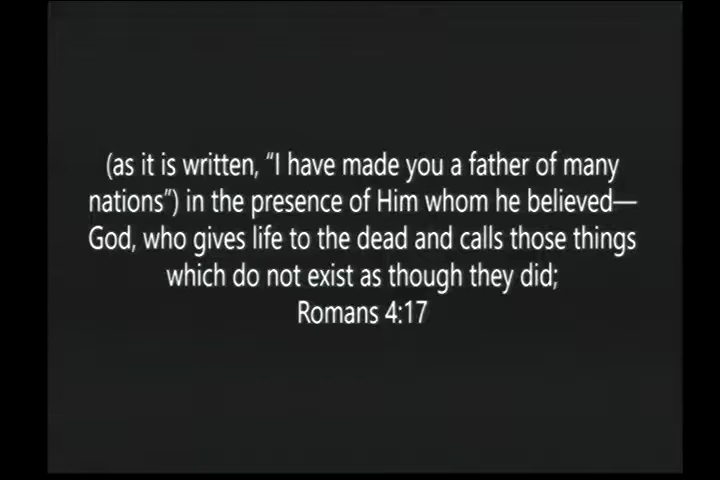 (as it is written, “I have made you a father of many
nations”) in the presence of Him whom he believed—
God, who gives life to the dead and calls those things
which do not exist as though they did;
Romans 4:17